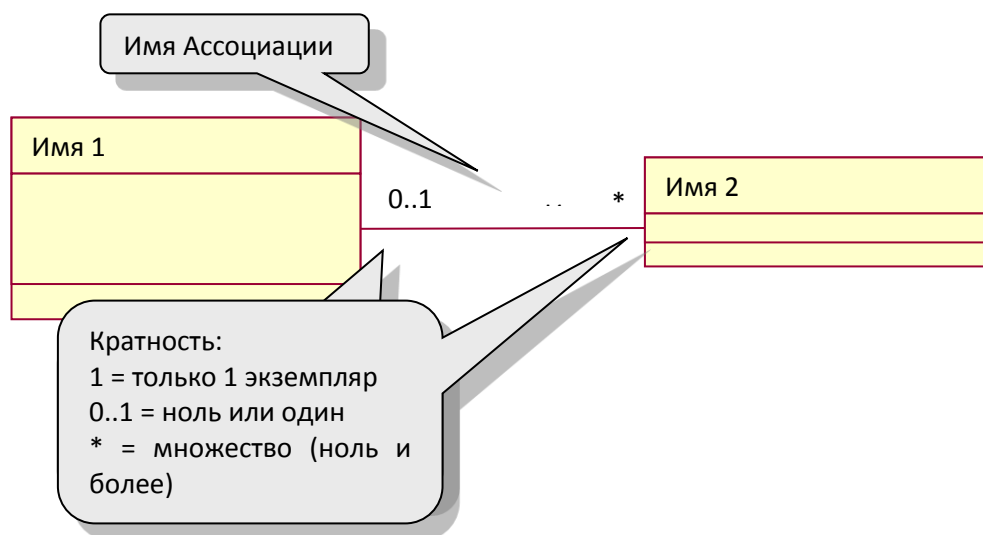 Имя Ассоциации
Имя 1
0..1
*
Имя 2
Кратность:
1 = только 1 экземпляр
0..1 = ноль или один
* = множество (ноль и
более)